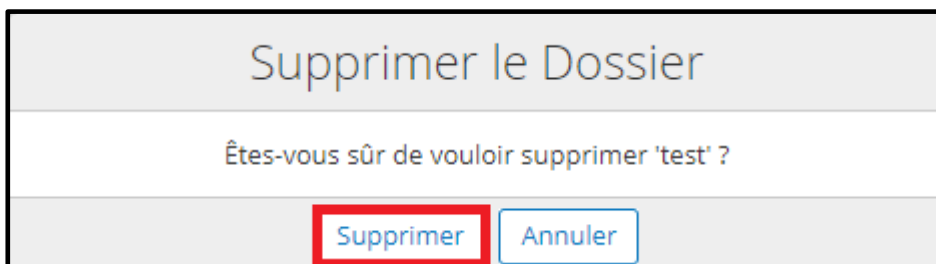 Supprimer le Dossier
Êtes-vous sûr de vouloir supprimer 'test' ?
Supprimer Annuler